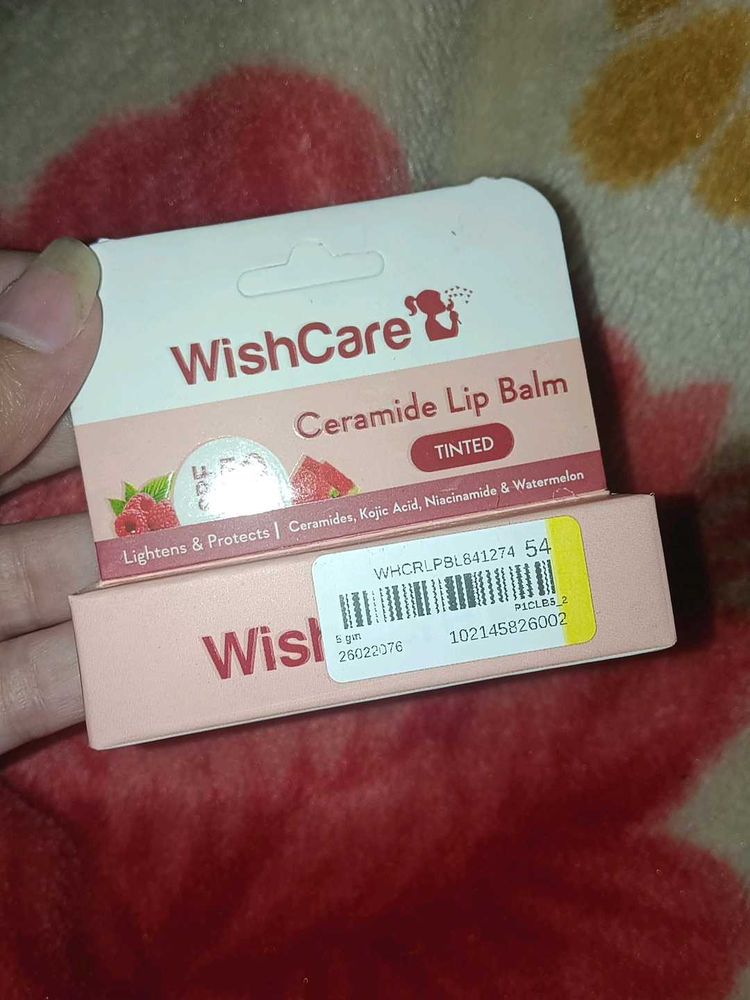 WishCare
Ceramide Lip Balm
TINTED
SPF
Lightens & Protects | Ceramides, Kojic Acid, Niacinamide & Watermelon
WHCRLPBL841274 54
P1CLB5_2
5 gm
26022076 102145826002
Wish